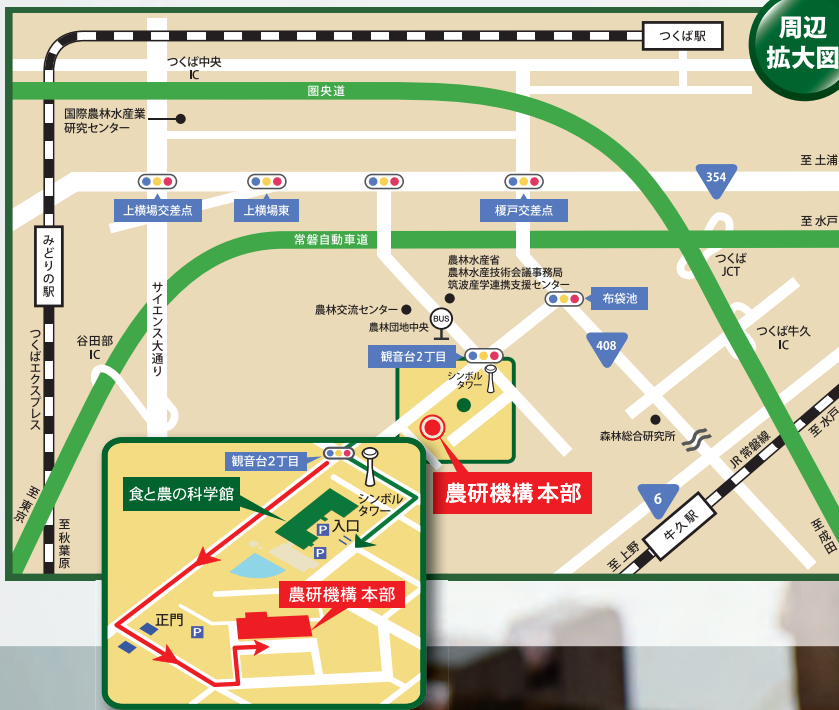 周辺
拡大図
つくば駅
つくば中央
IC
圏央道
国際農林水産業
研究センター
至 土浦
354
上横場交差点
上横場東
榎戸交差点
至 水戸
みどりの駅
常磐自動車道
つくば
JCT
農林水産省
農林水産技術会議事務局
筑波産学連携支援センター
サイエンス大通り
布袋池
農林交流センター
BUS
農林団地中央
つくばエクスプレス
谷田部
IC
つくば牛久
IC
408
観音台2丁目
シンボル
タワー
森林総合研究所
至 水戸
JR 常磐線
農研機構 本部
6
至 東京
至 秋葉原
牛久駅
至 上野
至 成田
観音台2丁目
食と農の科学館
シンボル
タワー
P
入口
P
農研機構 本部
正門
P